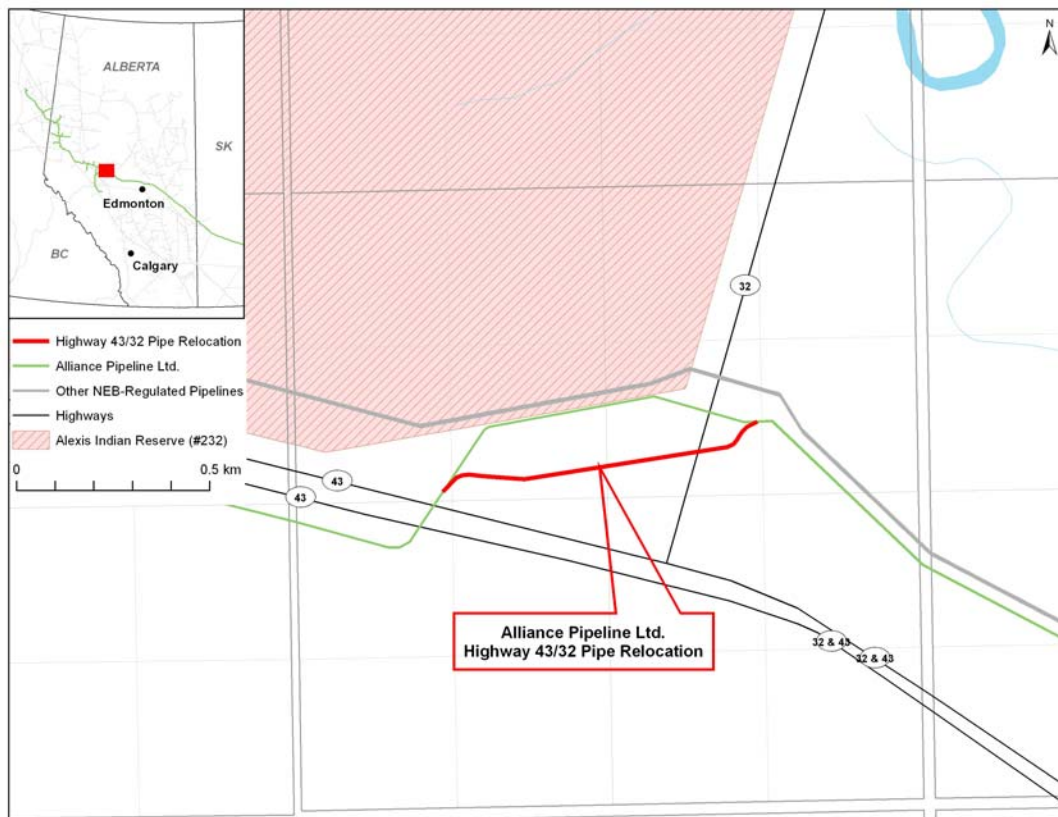 N
ALBERTA
SK
Edmonton
BC
Calgary
32
Highway 43/32 Pipe Relocation
Alliance Pipeline Ltd.
Other NEB-Regulated Pipelines
Highways
Alexis Indian Reserve (#232)
0 0.5 km
43
43
Alliance Pipeline Ltd.
Highway 43/32 Pipe Relocation
32 & 43
32 & 43